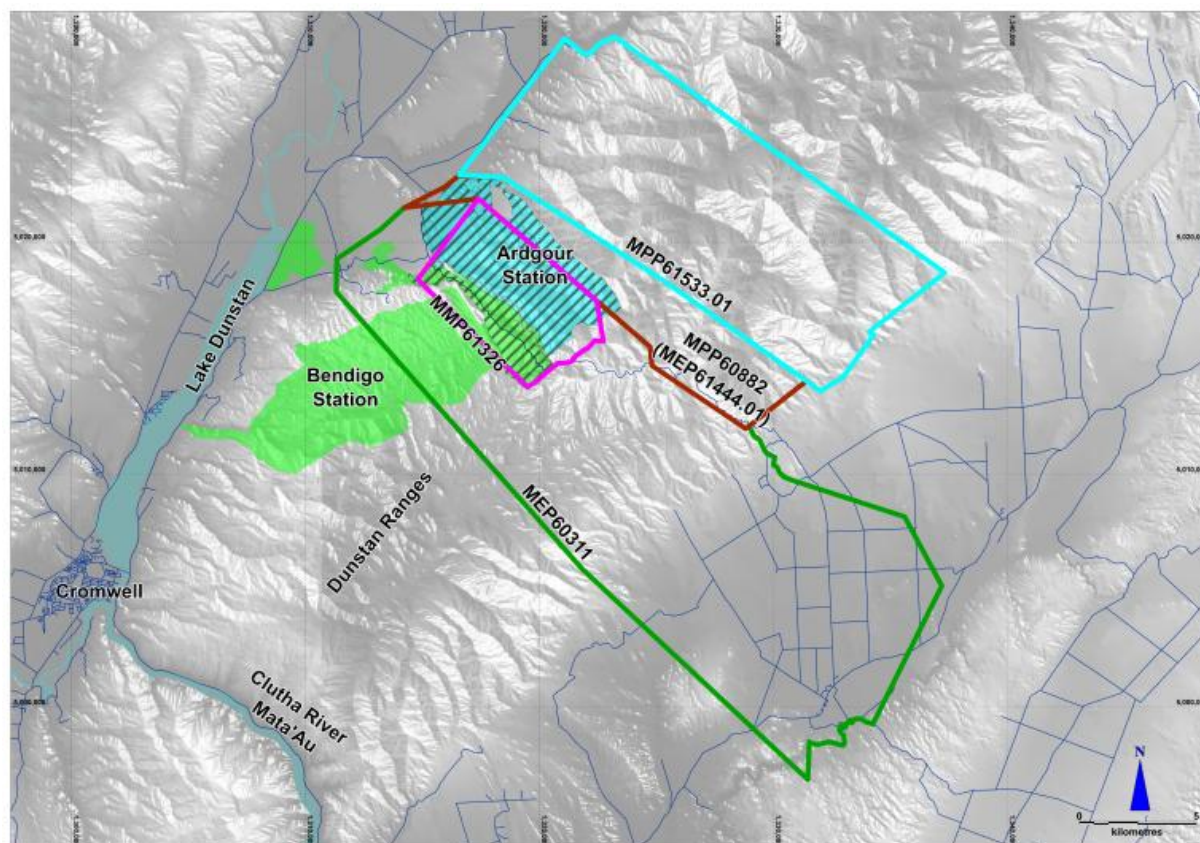 Ardgour
Station
MPP61533.01
Lake Dunstan
MMP61326
MPP60882
(MEP61444.01)
Bendigo
Station
MEP60311
Dunstan Ranges
Cromwell
Clutha River
Mata'Au
N
0
5
kilometres